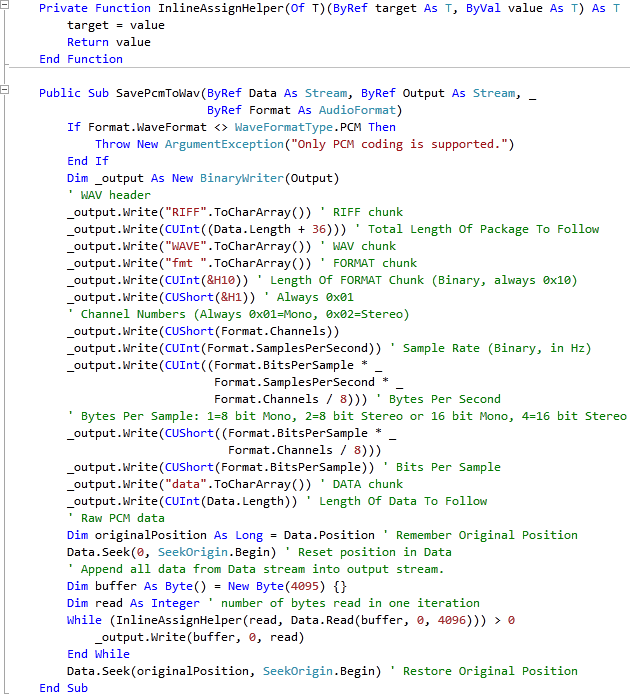 Private Function InlineAssignHelper(Of T)(ByRef target As T, ByVal value As T) As T
    target = value
    Return value
End Function

Public Sub SavePcmToWav(ByRef Data As Stream, ByRef Output As Stream, _
                        ByRef Format As AudioFormat)
    If Format.WaveFormat <> WaveFormatType.PCM Then
        Throw New ArgumentException("Only PCM coding is supported.")
    End If
    Dim _output As New BinaryWriter(Output)
    ' WAV header
    _output.Write("RIFF".ToCharArray()) ' RIFF chunk
    _output.Write(CUInt((Data.Length + 36))) ' Total Length Of Package To Follow
    _output.Write("WAVE".ToCharArray()) ' WAV chunk
    _output.Write("fmt ".ToCharArray()) ' FORMAT chunk
    _output.Write(CUInt(&H10)) ' Length Of FORMAT Chunk (Binary, always 0x10)
    _output.Write(CUShort(&H1)) ' Always 0x01
    ' Channel Numbers (Always 0x01=Mono, 0x02=Stereo)
    _output.Write(CUShort(Format.Channels))
    _output.Write(CUInt(Format.SamplesPerSecond)) ' Sample Rate (Binary, in Hz)
    _output.Write(CUInt((Format.BitsPerSample * _
                         Format.SamplesPerSecond * _
                         Format.Channels / 8))) ' Bytes Per Second
    ' Bytes Per Sample: 1=8 bit Mono, 2=8 bit Stereo or 16 bit Mono, 4=16 bit Stereo
    _output.Write(CUShort((Format.BitsPerSample * _
                           Format.Channels / 8)))
    _output.Write(CUShort(Format.BitsPerSample)) ' Bits Per Sample
    _output.Write("data".ToCharArray()) ' DATA chunk
    _output.Write(CUInt(Data.Length)) ' Length Of Data To Follow
    ' Raw PCM data
    Dim originalPosition As Long = Data.Position ' Remember Original Position
    Data.Seek(0, SeekOrigin.Begin) ' Reset position in Data
    ' Append all data from Data stream into output stream.
    Dim buffer As Byte() = New Byte(4095) {}
    Dim read As Integer ' number of bytes read in one iteration
    While (InlineAssignHelper(read, Data.Read(buffer, 0, 4096))) > 0
        _output.Write(buffer, 0, read)
    End While
    Data.Seek(originalPosition, SeekOrigin.Begin) ' Restore Original Position
End Sub